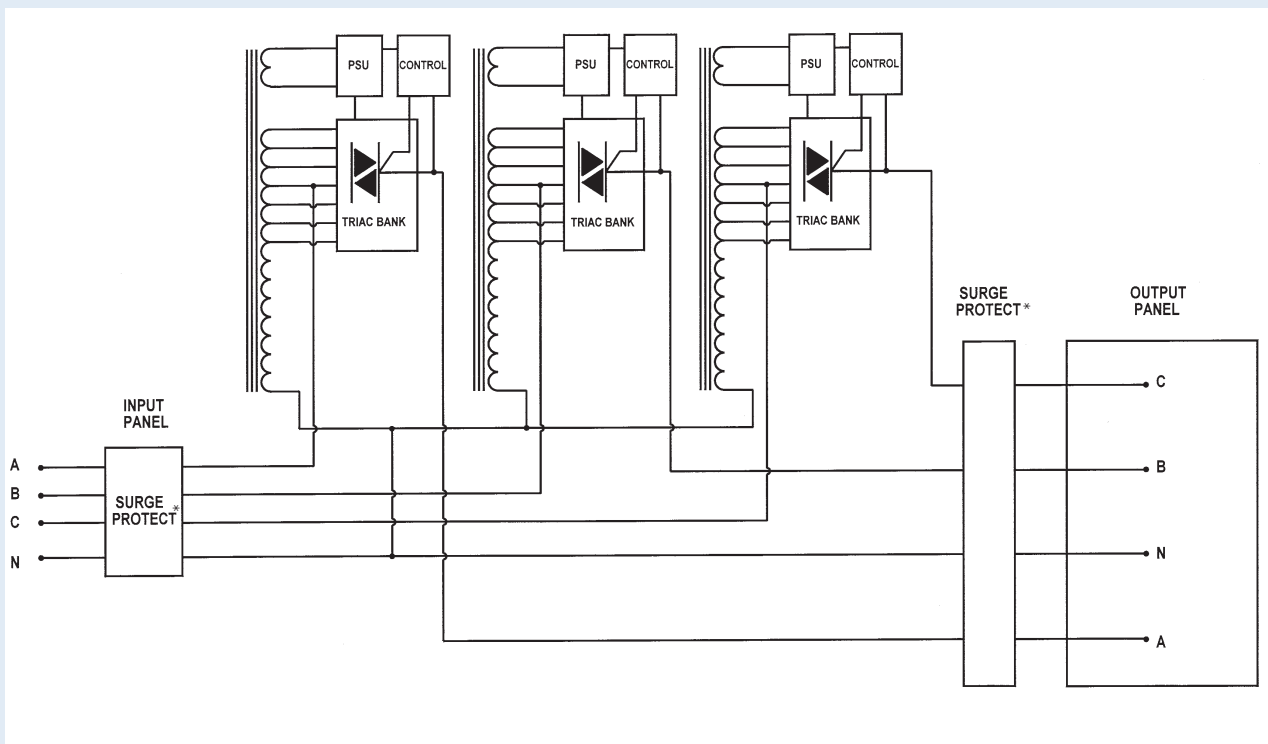 PSU
CONTROL
PSU
CONTROL
PSU
CONTROL
TRIAC BANK
TRIAC BANK
TRIAC BANK
SURGE
PROTECT*
OUTPUT
PANEL
C
INPUT
PANEL
A
B
C
N
SURGE
PROTECT*
B
N
A